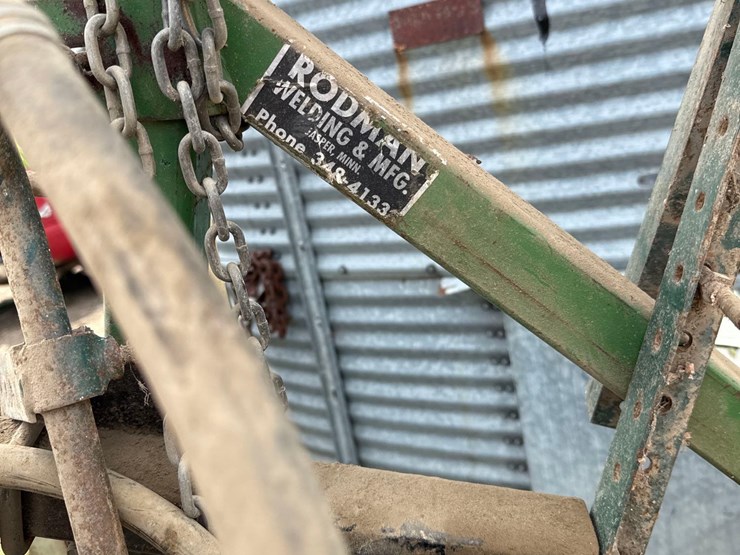 RODMAN
WELDING & MFG.
JASPER, MINN.
Phone 348-4133